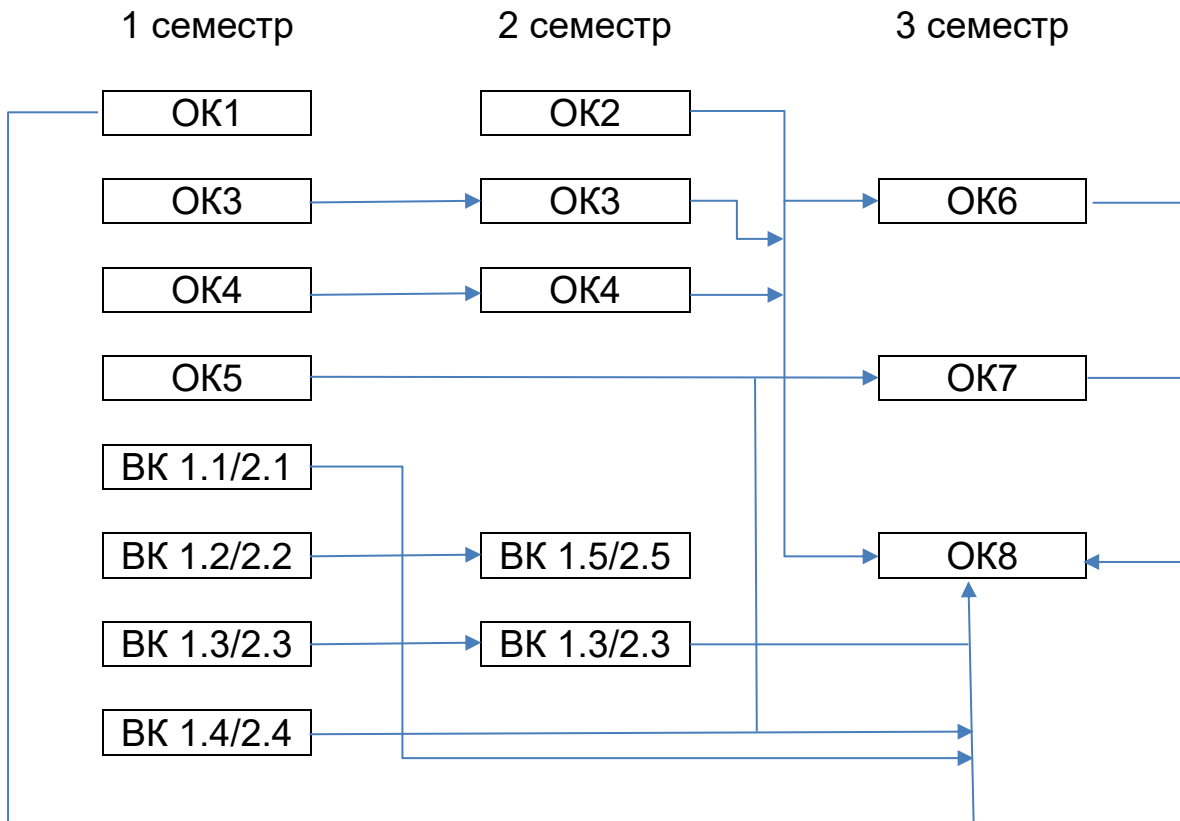 1 семестр 2 семестр 3 семестр
ОК1 ОК2
ОК3 ОК3 ОК6
ОК4 ОК4
ОК5 ОК7
ВК 1.1/2.1
ВК 1.2/2.2 ВК 1.5/2.5 ОК8
ВК 1.3/2.3 ВК 1.3/2.3
ВК 1.4/2.4